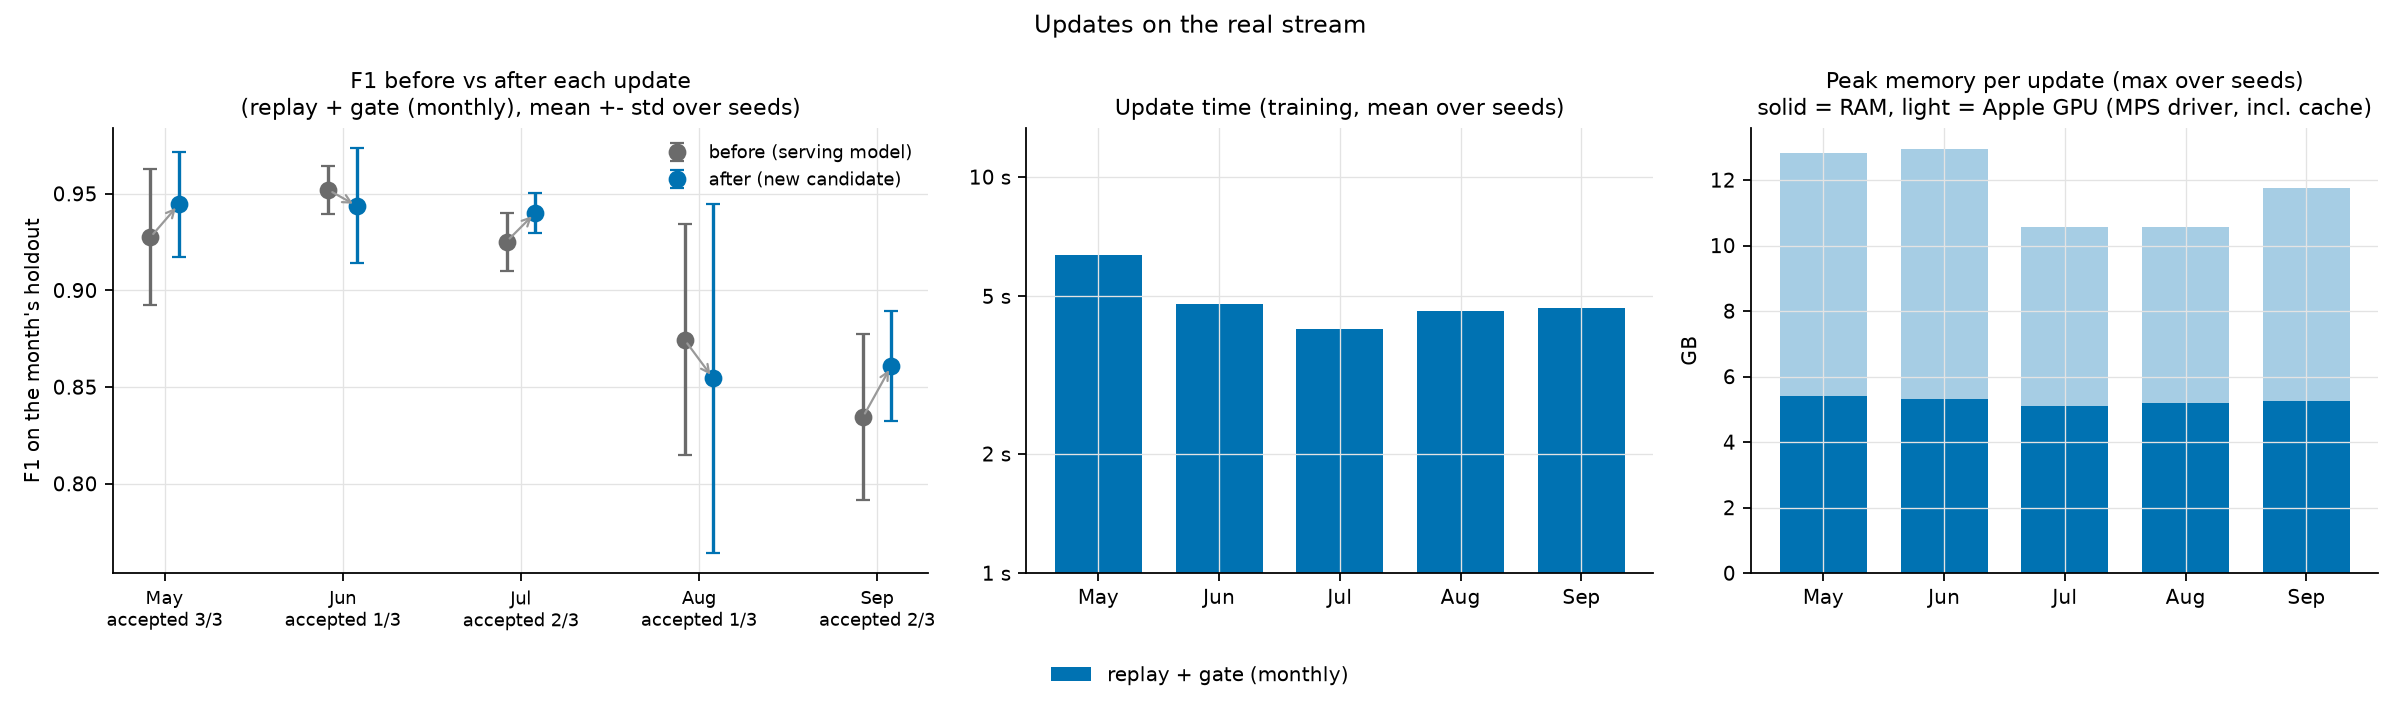 Updates on the real stream
F1 before vs after each update
(replay + gate (monthly), mean +- std over seeds)
F1 on the month's holdout
0.95
0.90
0.85
0.80
before (serving model)
after (new candidate)
May
accepted 3/3
Jun
accepted 1/3
Jul
accepted 2/3
Aug
accepted 1/3
Sep
accepted 2/3
Update time (training, mean over seeds)
10 s
5 s
2 s
1 s
May
Jun
Jul
Aug
Sep
Peak memory per update (max over seeds)
solid = RAM, light = Apple GPU (MPS driver, incl. cache)
GB
12
10
8
6
4
2
0
May
Jun
Jul
Aug
Sep
replay + gate (monthly)